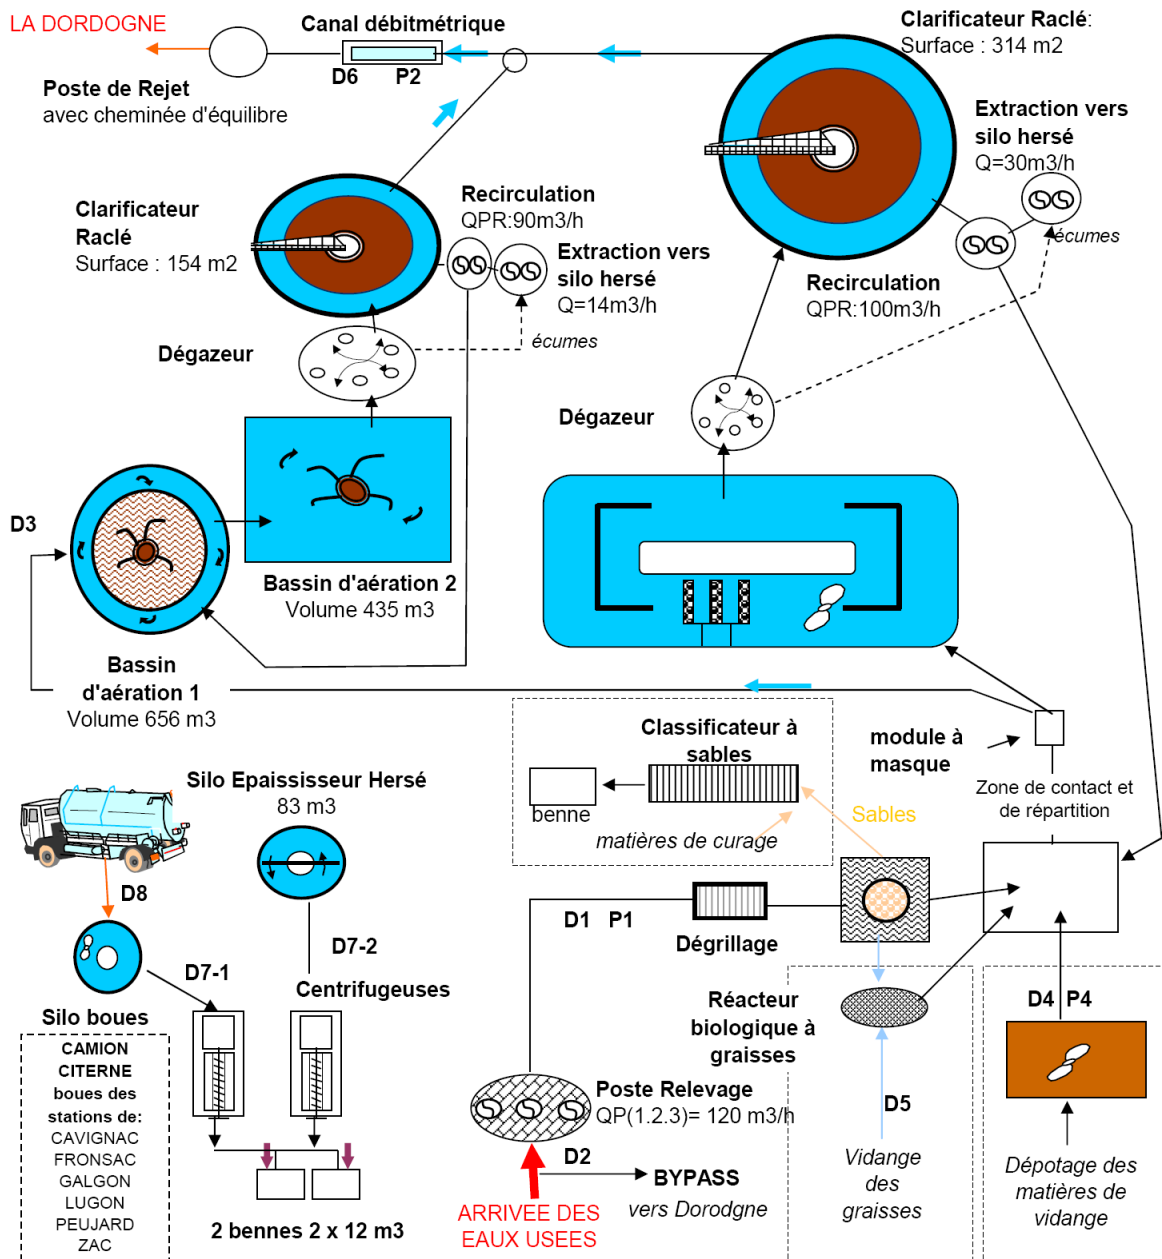 LA DORDOGNE
Canal débitmétrique
D6 P2
Poste de Rejet
avec cheminée d'équilibre
Clarificateur Raclé:
Surface : 314 m2
Extraction vers
silo hersé
Q=30m3/h
écumes
Recirculation
QPR:100m3/h
Clarificateur
Raclé
Surface : 154 m2
Recirculation
QPR:90m3/h
Extraction vers
silo hersé
Q=14m3/h
écumes
Dégazeur
Dégazeur
D3
Bassin d'aération 2
Volume 435 m3
Bassin
d'aération 1
Volume 656 m3
Classificateur à
sables
benne
matières de curage
Sables
module à
masque
Zone de contact et
de répartition
Silo Epaississeur Hersé
83 m3
D8
D7-1
D7-2
Silo boues
Centrifugeuses
CAMION
CITERNE
boues des
stations de:
CAVIGNAC
FRONSAC
GALGON
LUGON
PEUJARD
ZAC
2 bennes 2 x 12 m3
D1 P1
Dégrillage
Réacteur
biologique à
graisses
Poste Relevage
QP(1.2.3)= 120 m3/h
D2
BYPASS
vers Dorodgne
ARRIVEE DES
EAUX USEES
D5
Vidange
des
graisses
D4 P4
Dépotage des
matières de
vidange